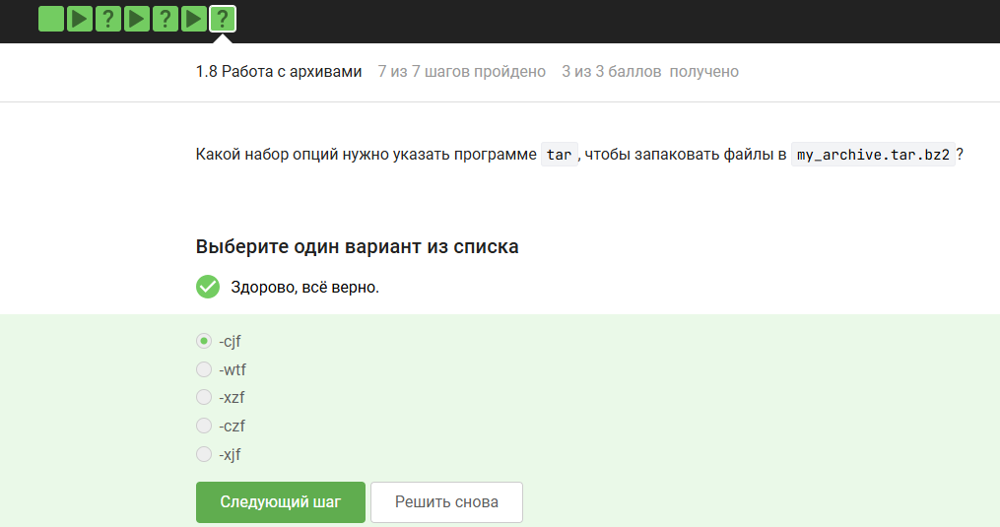 ? ? ?
1.8 Работа с архивами 7 из 7 шагов пройдено 3 из 3 баллов получено
Какой набор опций нужно указать программе tar, чтобы запаковать файлы в my_archive.tar.bz2?
Выберите один вариант из списка
Здорово, всё верно.
-cjf
-wtf
-xzf
-czf
-xjf
Следующий шаг Решить снова